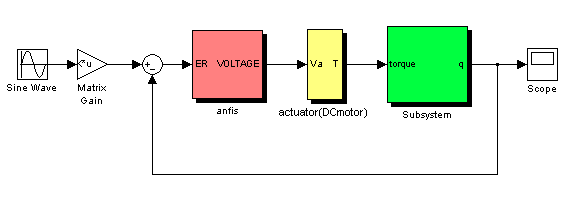 ER VOLTAGE
Va T
torque q
u
Sine Wave
Matrix
Gain
anfis
actuator(DCmotor)
Subsystem
Scope